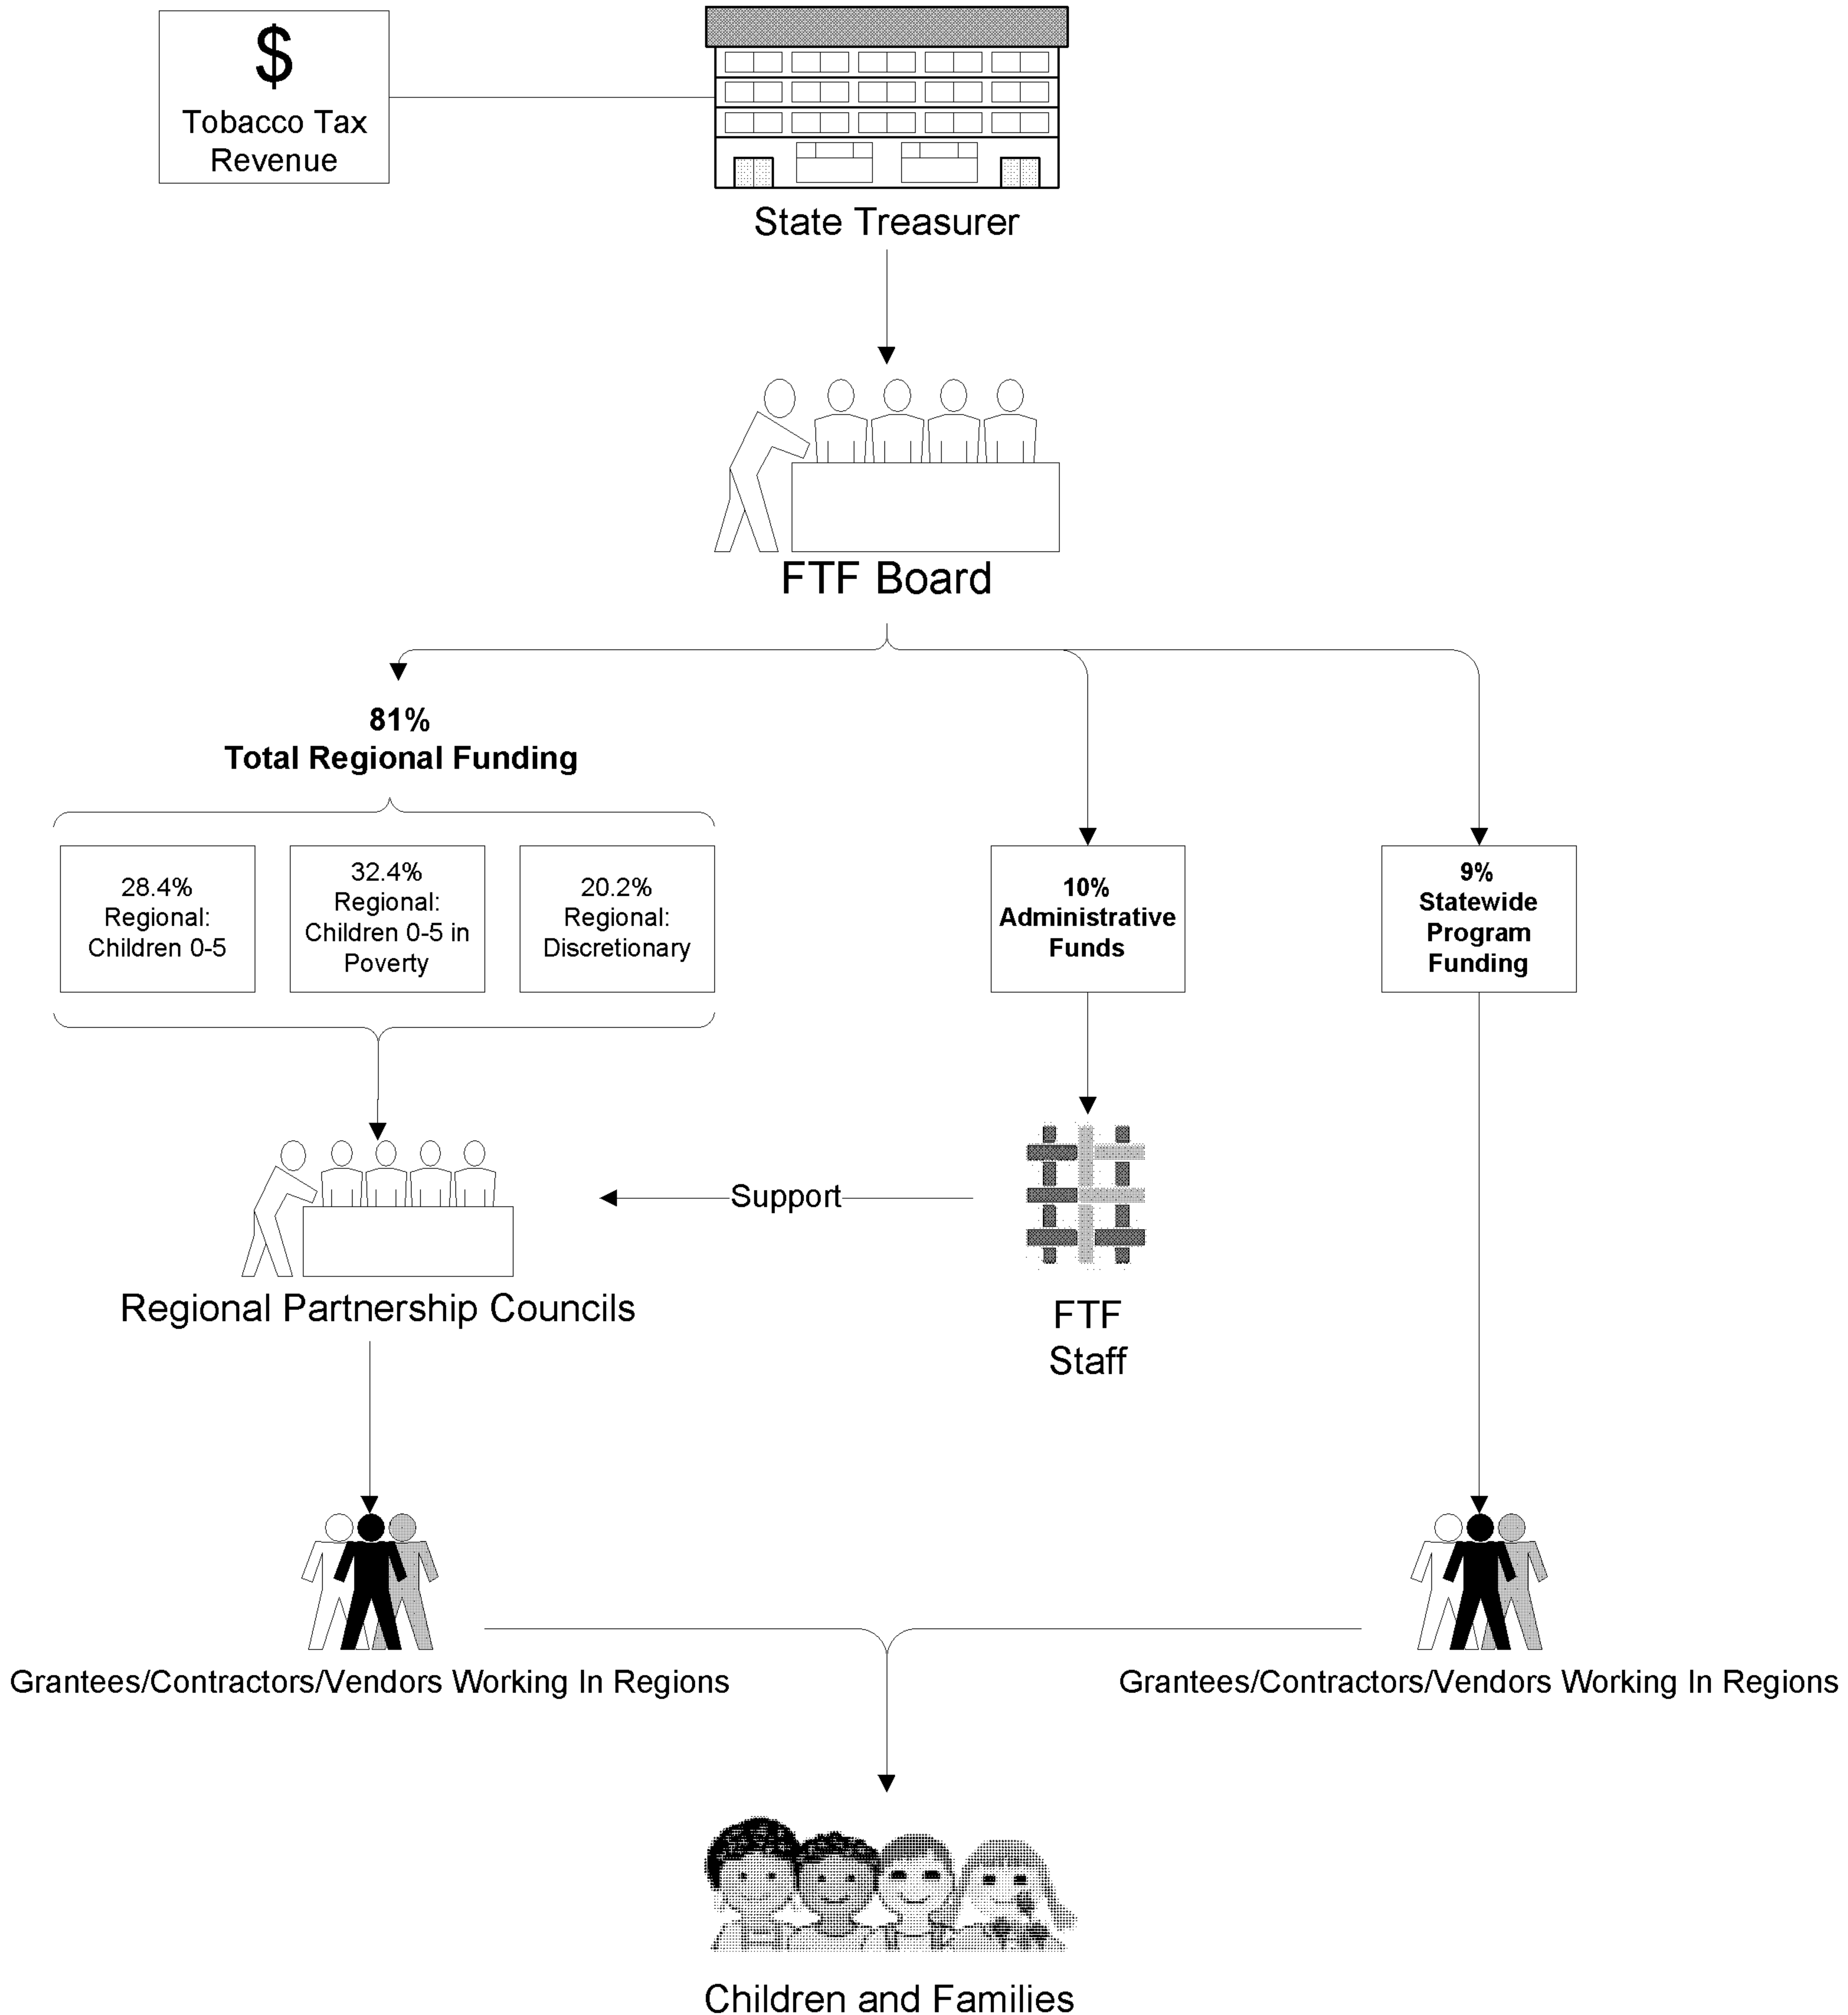 $
Tobacco Tax
Revenue
State Treasurer
FTF Board
81%
Total Regional Funding
28.4%
Regional:
Children 0-5
32.4%
Regional:
Children 0-5 in
Poverty
20.2%
Regional:
Discretionary
10%
Administrative
Funds
9%
Statewide
Program
Funding
Support
Regional Partnership Councils
FTF
Staff
Grantees/Contractors/Vendors Working In Regions
Grantees/Contractors/Vendors Working In Regions
Children and Families